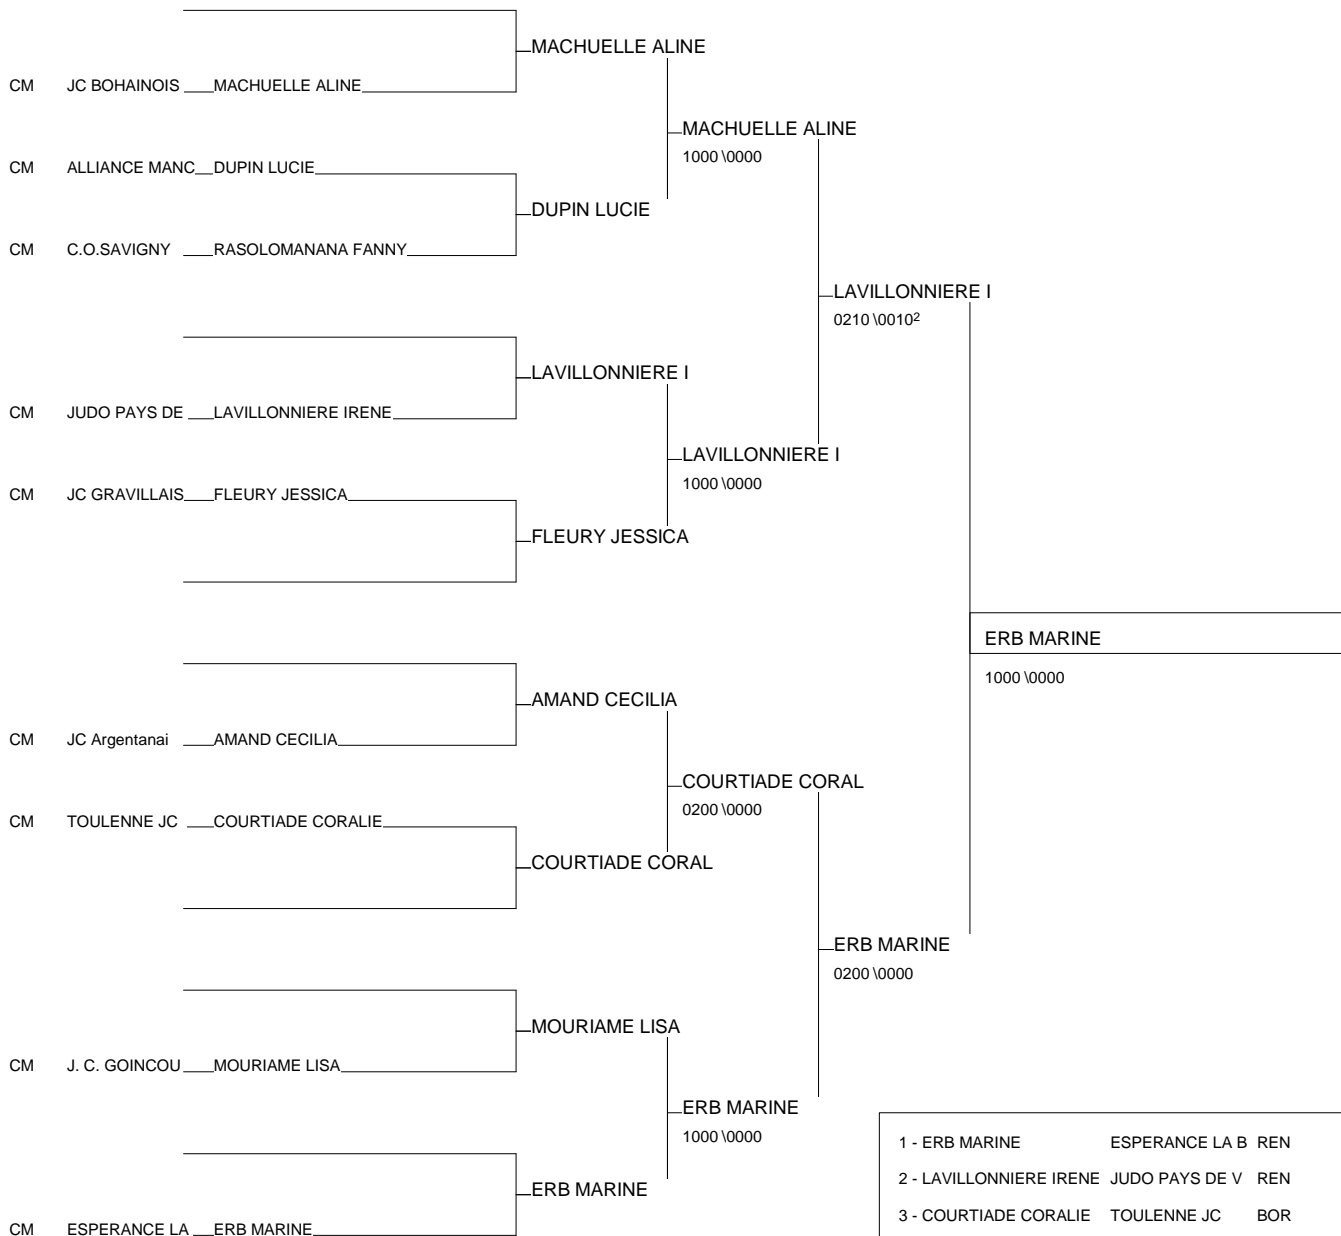 MACHUELLE ALINE
CM JC BOHAINOIS MACHUELLE ALINE
MACHUELLE ALINE
1000 \0000
CM ALLIANCE MANC DUPIN LUCIE
DUPIN LUCIE
CM C.O.SAVIGNY RASOLOMANANA FANNY
LAVILLONNIERE I
0210 \0010²
LAVILLONNIERE I
CM JUDO PAYS DE LAVILLONNIERE IRENE
LAVILLONNIERE I
1000 \0000
CM JC GRAVILLAIS FLEURY JESSICA
FLEURY JESSICA
ERB MARINE
1000 \0000
AMAND CECILIA
CM JC Argentanai AMAND CECILIA
COURTIADE CORAL
0200 \0000
CM TOULENNE JC COURTIADE CORALIE
COURTIADE CORAL
ERB MARINE
0200 \0000
MOURIAME LISA
CM J. C. GOINCOU MOURIAME LISA
ERB MARINE
1000 \0000
1 - ERB MARINE ESPERANCE LA B REN
2 - LAVILLONNIERE IRENE JUDO PAYS DE V REN
ERB MARINE
3 - COURTIADE CORALIE TOULENNE JC BOR
CM ESPERANCE LA ERB MARINE